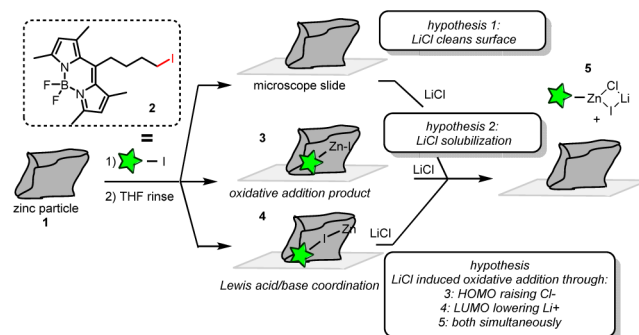 2
F
F
B
N
N
I
=
1) I
2) THF rinse
zinc particle
1
hypothesis 1:
LiCl cleans surface
microscope slide
LiCl
hypothesis 2:
LiCl solubilization
3
Zn-I
oxidative addition product
LiCl
4
I Zn
LiCl
Lewis acid/base coordination
5
Zn Cl Li
I
+
hypothesis
LiCl induced oxidative addition through:
3: HOMO raising Cl-
4: LUMO lowering Li+
5: both simultaneously